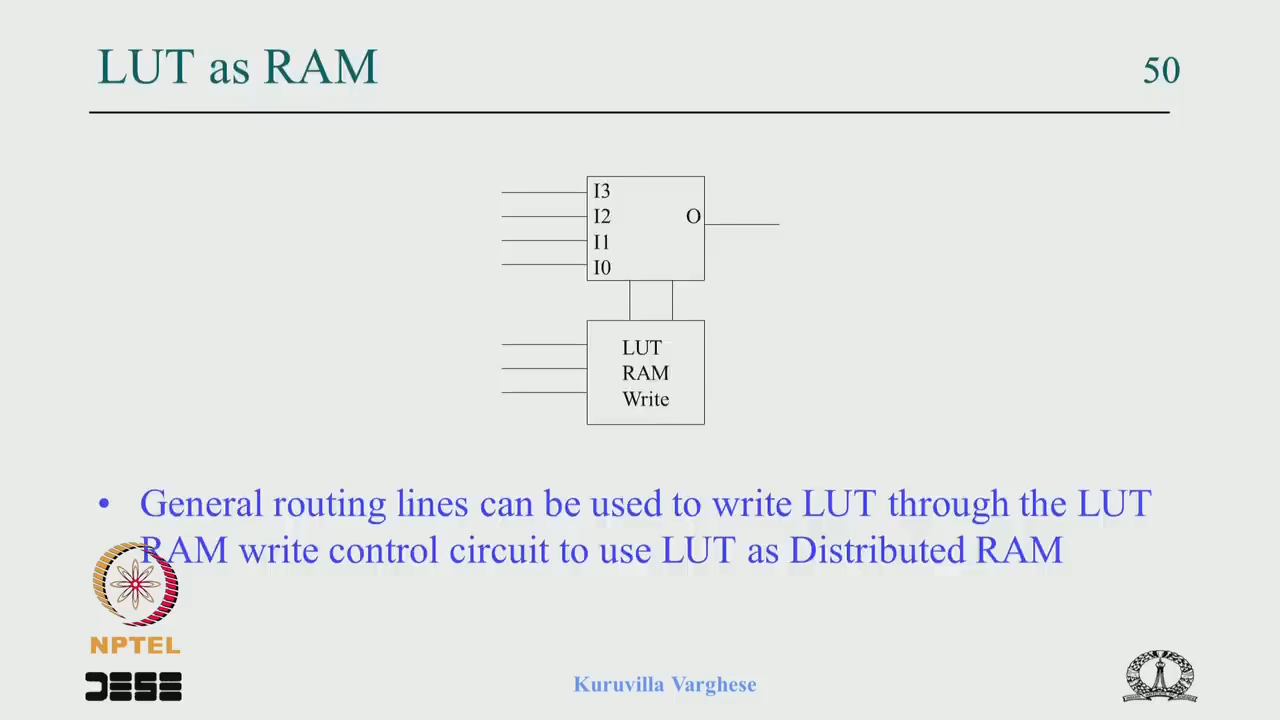 LUT as RAM
50
I3
I2
O
I1
I0
LUT
RAM
Write
• General routing lines can be used to write LUT through the LUT
RAM write control circuit to use LUT as Distributed RAM
NPTEL
DESE
Kuruvilla Varghese